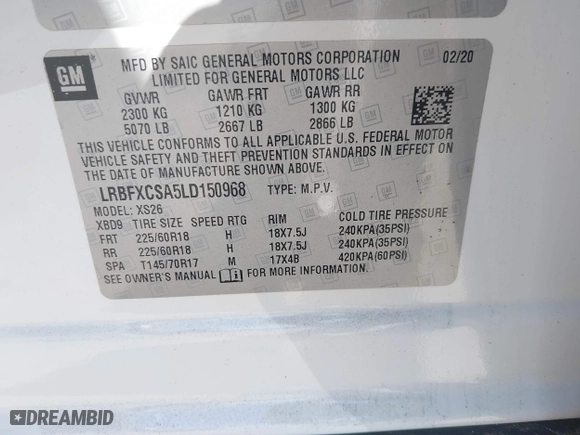 GM
MFD BY SAIC GENERAL MOTORS CORPORATION 02/20
LIMITED FOR GENERAL MOTORS LLC
GVWR GAWR FRT GAWR RR
2300 KG 1210 KG 1300 KG
5070 LB 2667 LB 2866 LB
THIS VEHICLE CONFORMS TO ALL APPLICABLE U.S. FEDERAL MOTOR
VEHICLE SAFETY AND THEFT PREVENTION STANDARDS IN EFFECT ON
THE DATE OF MANUFACTURE SHOWN ABOVE.
LRBFXCSA5LD150968 TYPE: M.P.V.
MODEL: XS26
XBD9 TIRE SIZE SPEED RTG RIM COLD TIRE PRESSURE
FRT 225/60R18 H 18X7.5J 240KPA(35PSI)
RR 225/60R18 H 18X7.5J 240KPA(35PSI)
SPA T145/70R17 M 17X4B 420KPA(60PSI)
SEE OWNER'S MANUAL FOR MORE INFORMATION.
DREAMBID